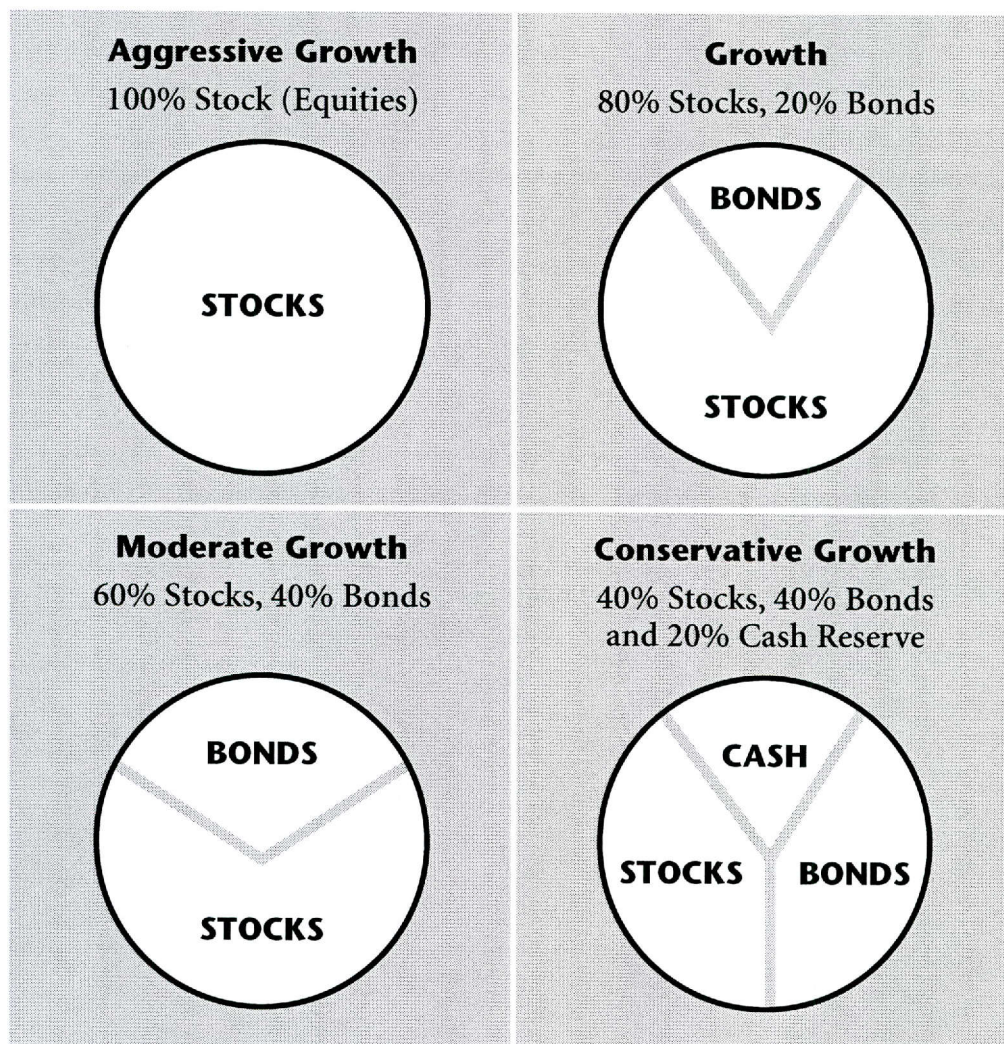 Aggressive Growth
100% Stock (Equities)
STOCKS
Growth
80% Stocks, 20% Bonds
BONDS
STOCKS
Moderate Growth
60% Stocks, 40% Bonds
BONDS
STOCKS
Conservative Growth
40% Stocks, 40% Bonds
and 20% Cash Reserve
CASH
STOCKS
BONDS